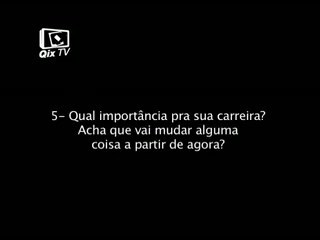 Qix TV
5- Qual importância pra sua carreira?
Acha que vai mudar alguma
coisa a partir de agora?